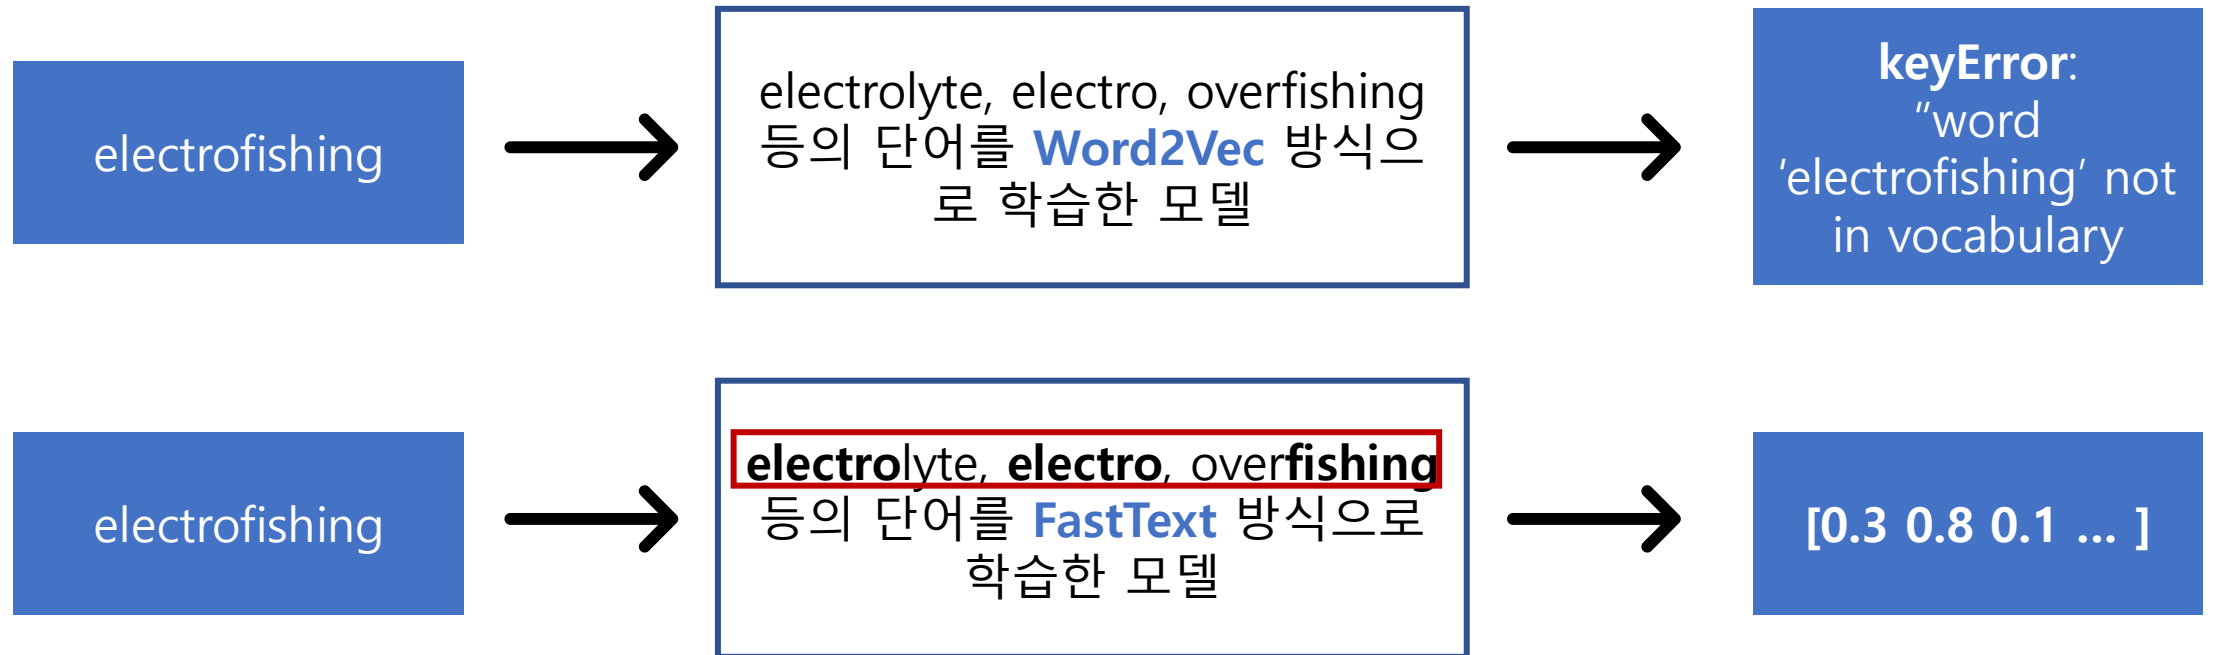 electrofishing
electrolyte, electro, overfishing
등의 단어를 Word2Vec 방식으
로 학습한 모델
keyError:
“word
‘electrofishing’ not
in vocabulary
electrofishing
electrolyte, electro, overfishing
등의 단어를 FastText 방식으로
학습한 모델
[0.3 0.8 0.1 ... ]